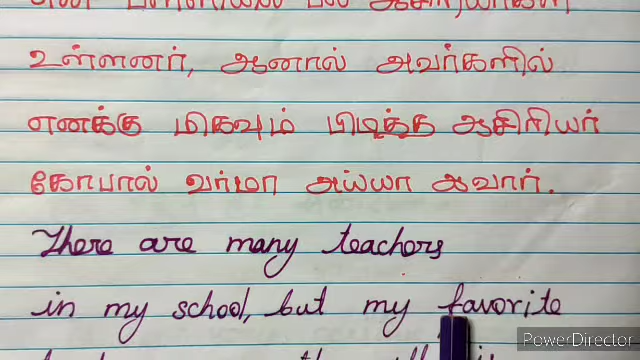 உள்ளனர், ஆனால் அவர்களில்
எனக்கு மிகவும் பிடித்த ஆசிரியர்
கோபால் வர்மா அய்யா ஆவார்.
There are many teachers
in my school, but my favorite
PowerDirector